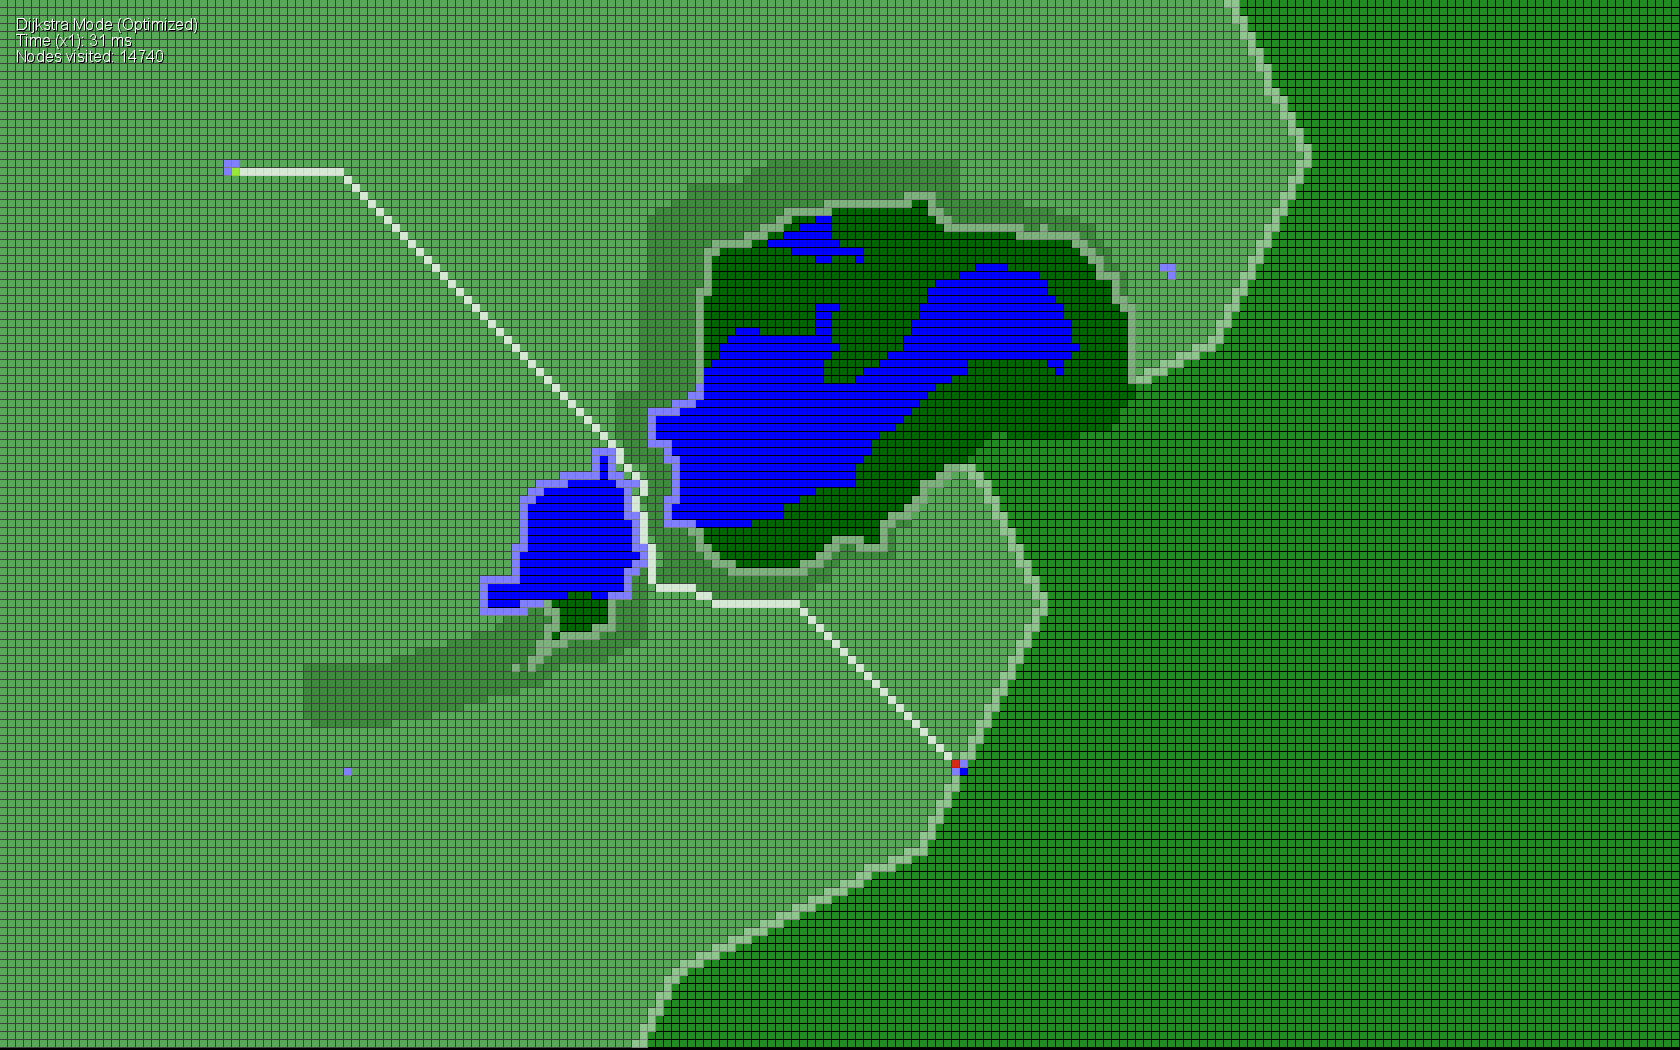 Dijkstra Mode (Optimized)
Time (x1): 31 ms
Nodes visited: 14740